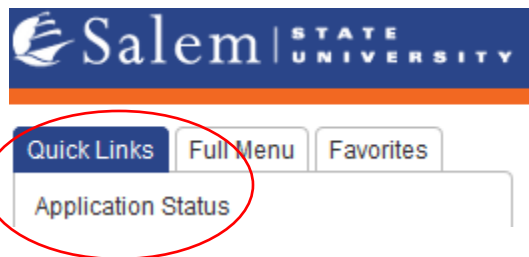 Salem STATE UNIVERSITY
Quick Links Full Menu Favorites
Application Status